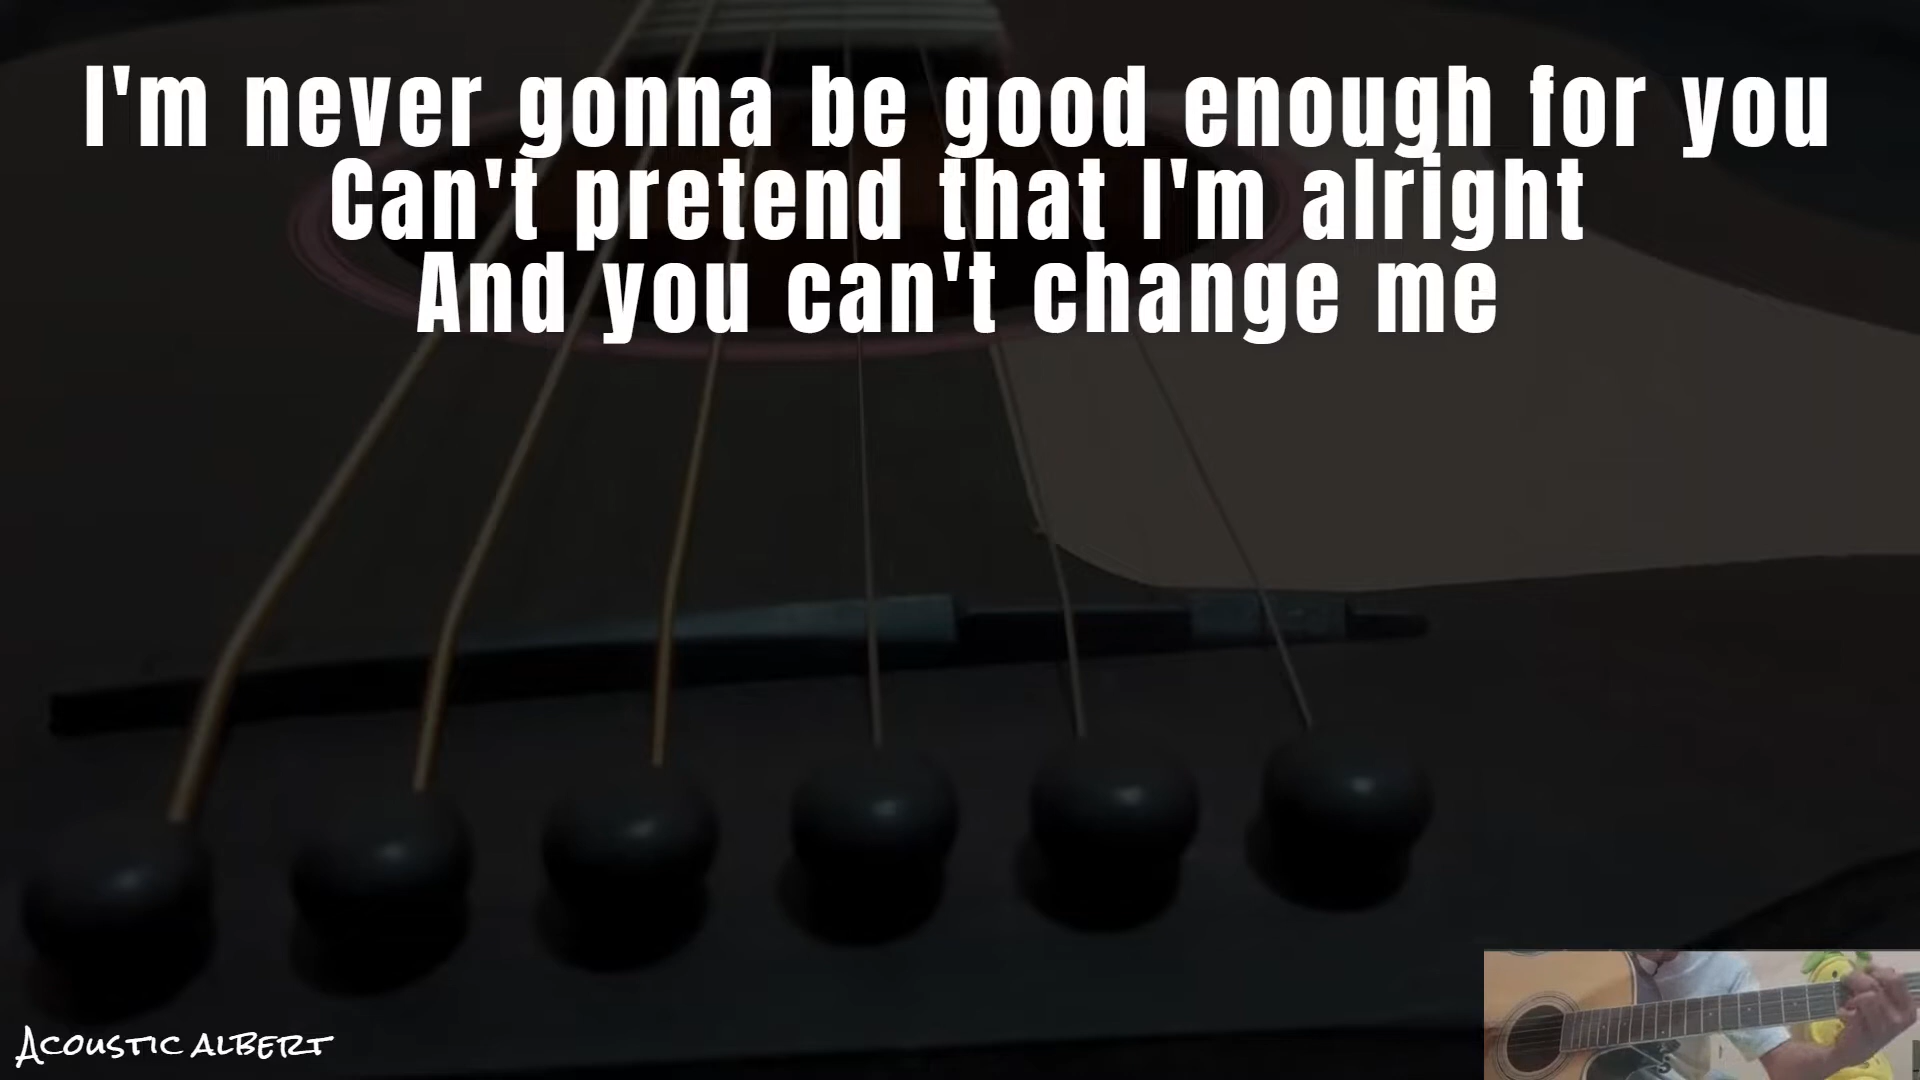 I'm never gonna be good enough for you
Can't pretend that I'm alright
And you can't change me
Acoustic albert